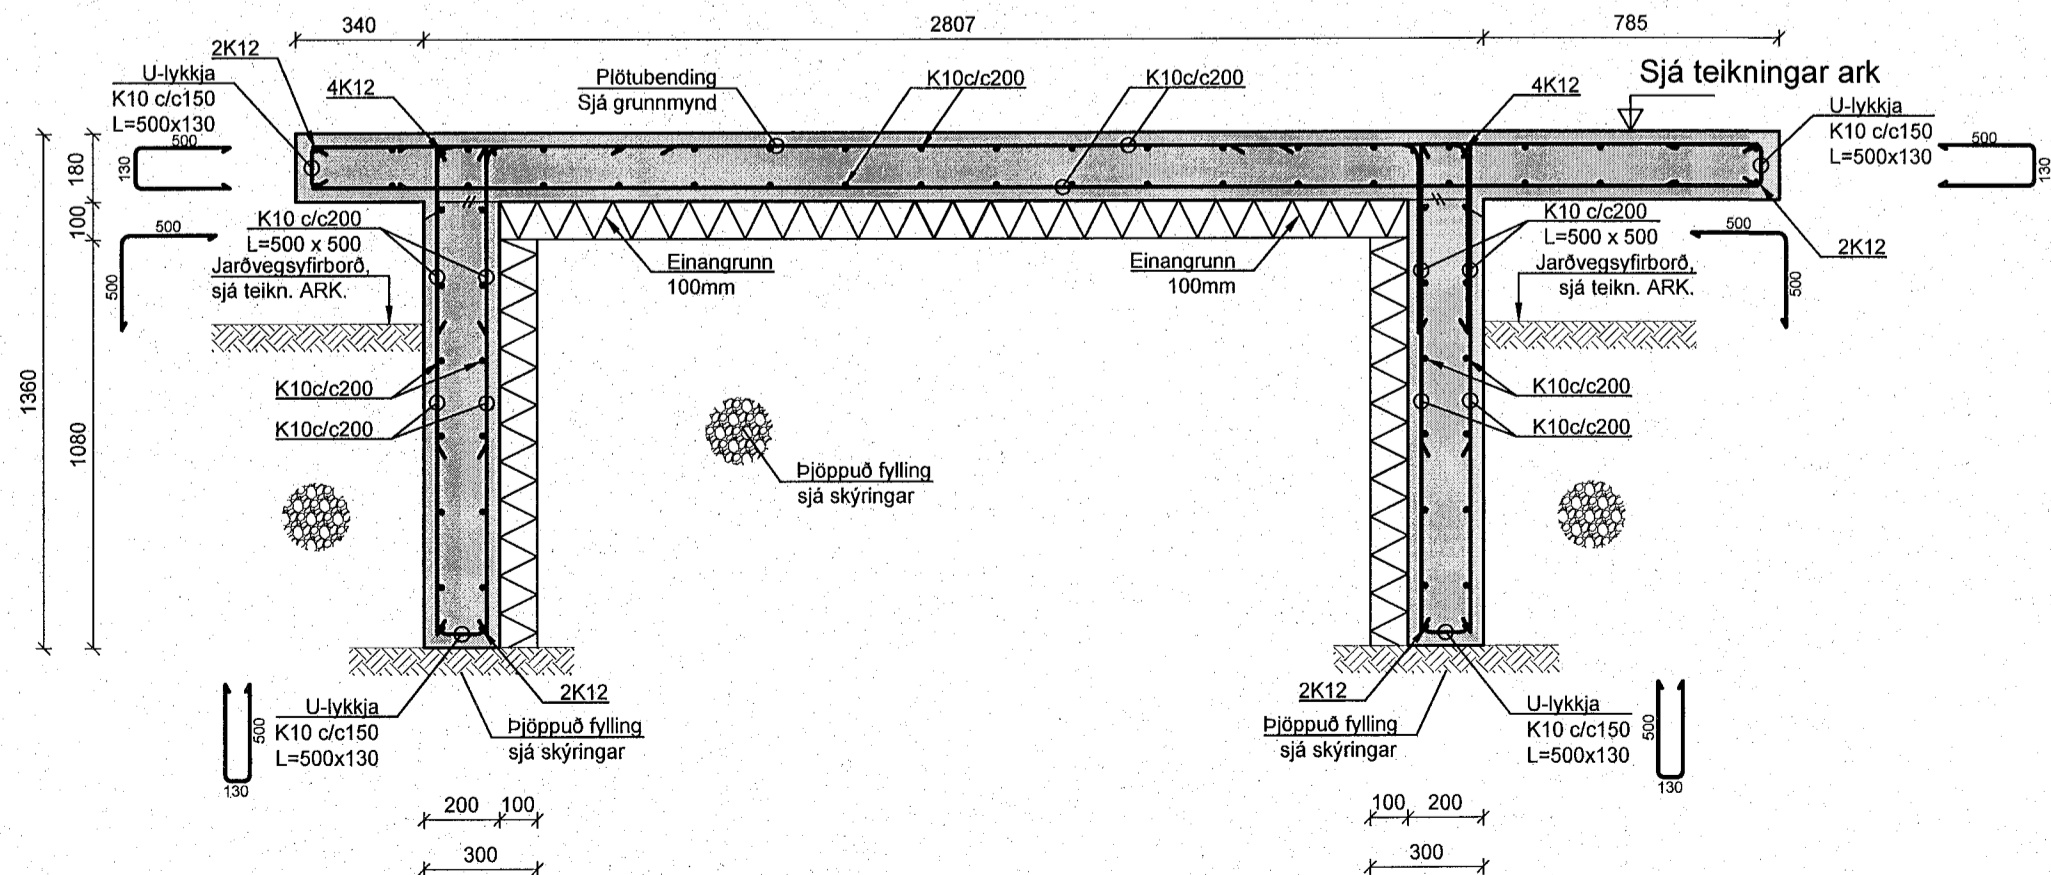 340
2807
785
2K12
U-lykkja
K10 c/c150
L=500x130
4K12
Plötubending
Sjá grunnmynd
K10c/c200
K10c/c200
4K12
Sjá teikningar ark
U-lykkja
K10 c/c150
L=500x130
500
130
500
130
180
100
1080
1360
K10 c/c200
L=500 x 500
Jarðvegsyfirborð,
sjá teikn. ARK.
500
500
Einangrunn
100mm
Einangrunn
100mm
K10 c/c200
L=500 x 500
Jarðvegsyfirborð,
sjá teikn. ARK.
500
500
2K12
K10c/c200
K10c/c200
K10c/c200
K10c/c200
Þjöppuð fylling
sjá skýringar
2K12
U-lykkja
K10 c/c150
L=500x130
500
130
Þjöppuð fylling
sjá skýringar
2K12
Þjöppuð fylling
sjá skýringar
U-lykkja
K10 c/c150
L=500x130
500
130
200
100
300
100
200
300